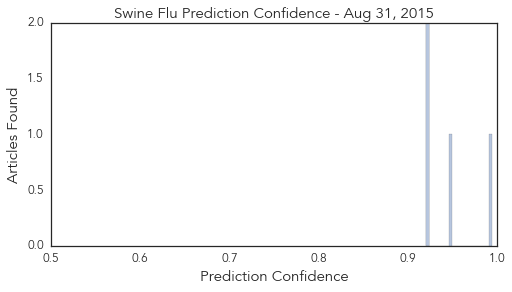 Swine Flu Prediction Confidence - Aug 31, 2015
2.0
1.5
1.0
0.5
0.0
Articles Found
0.5 0.6 0.7 0.8 0.9 1.0
Prediction Confidence